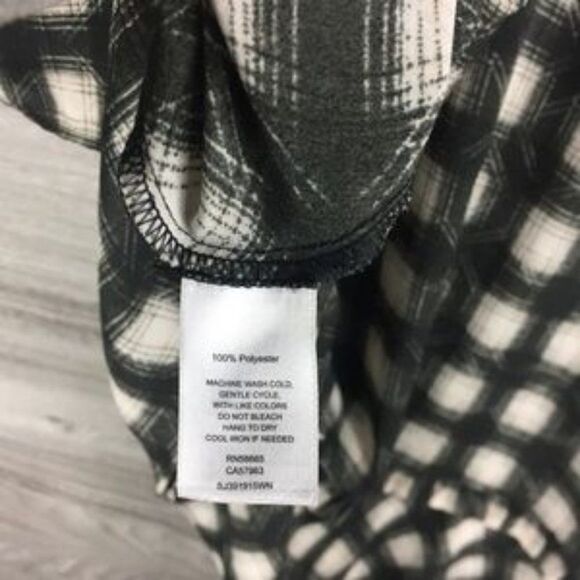 100% Polyester
MACHINE WASH COLD,
GENTLE CYCLE,
WITH LIKE COLORS
DO NOT BLEACH
HANG TO DRY
COOL IRON IF NEEDED
RN58665
CA57963
SJ391915WN